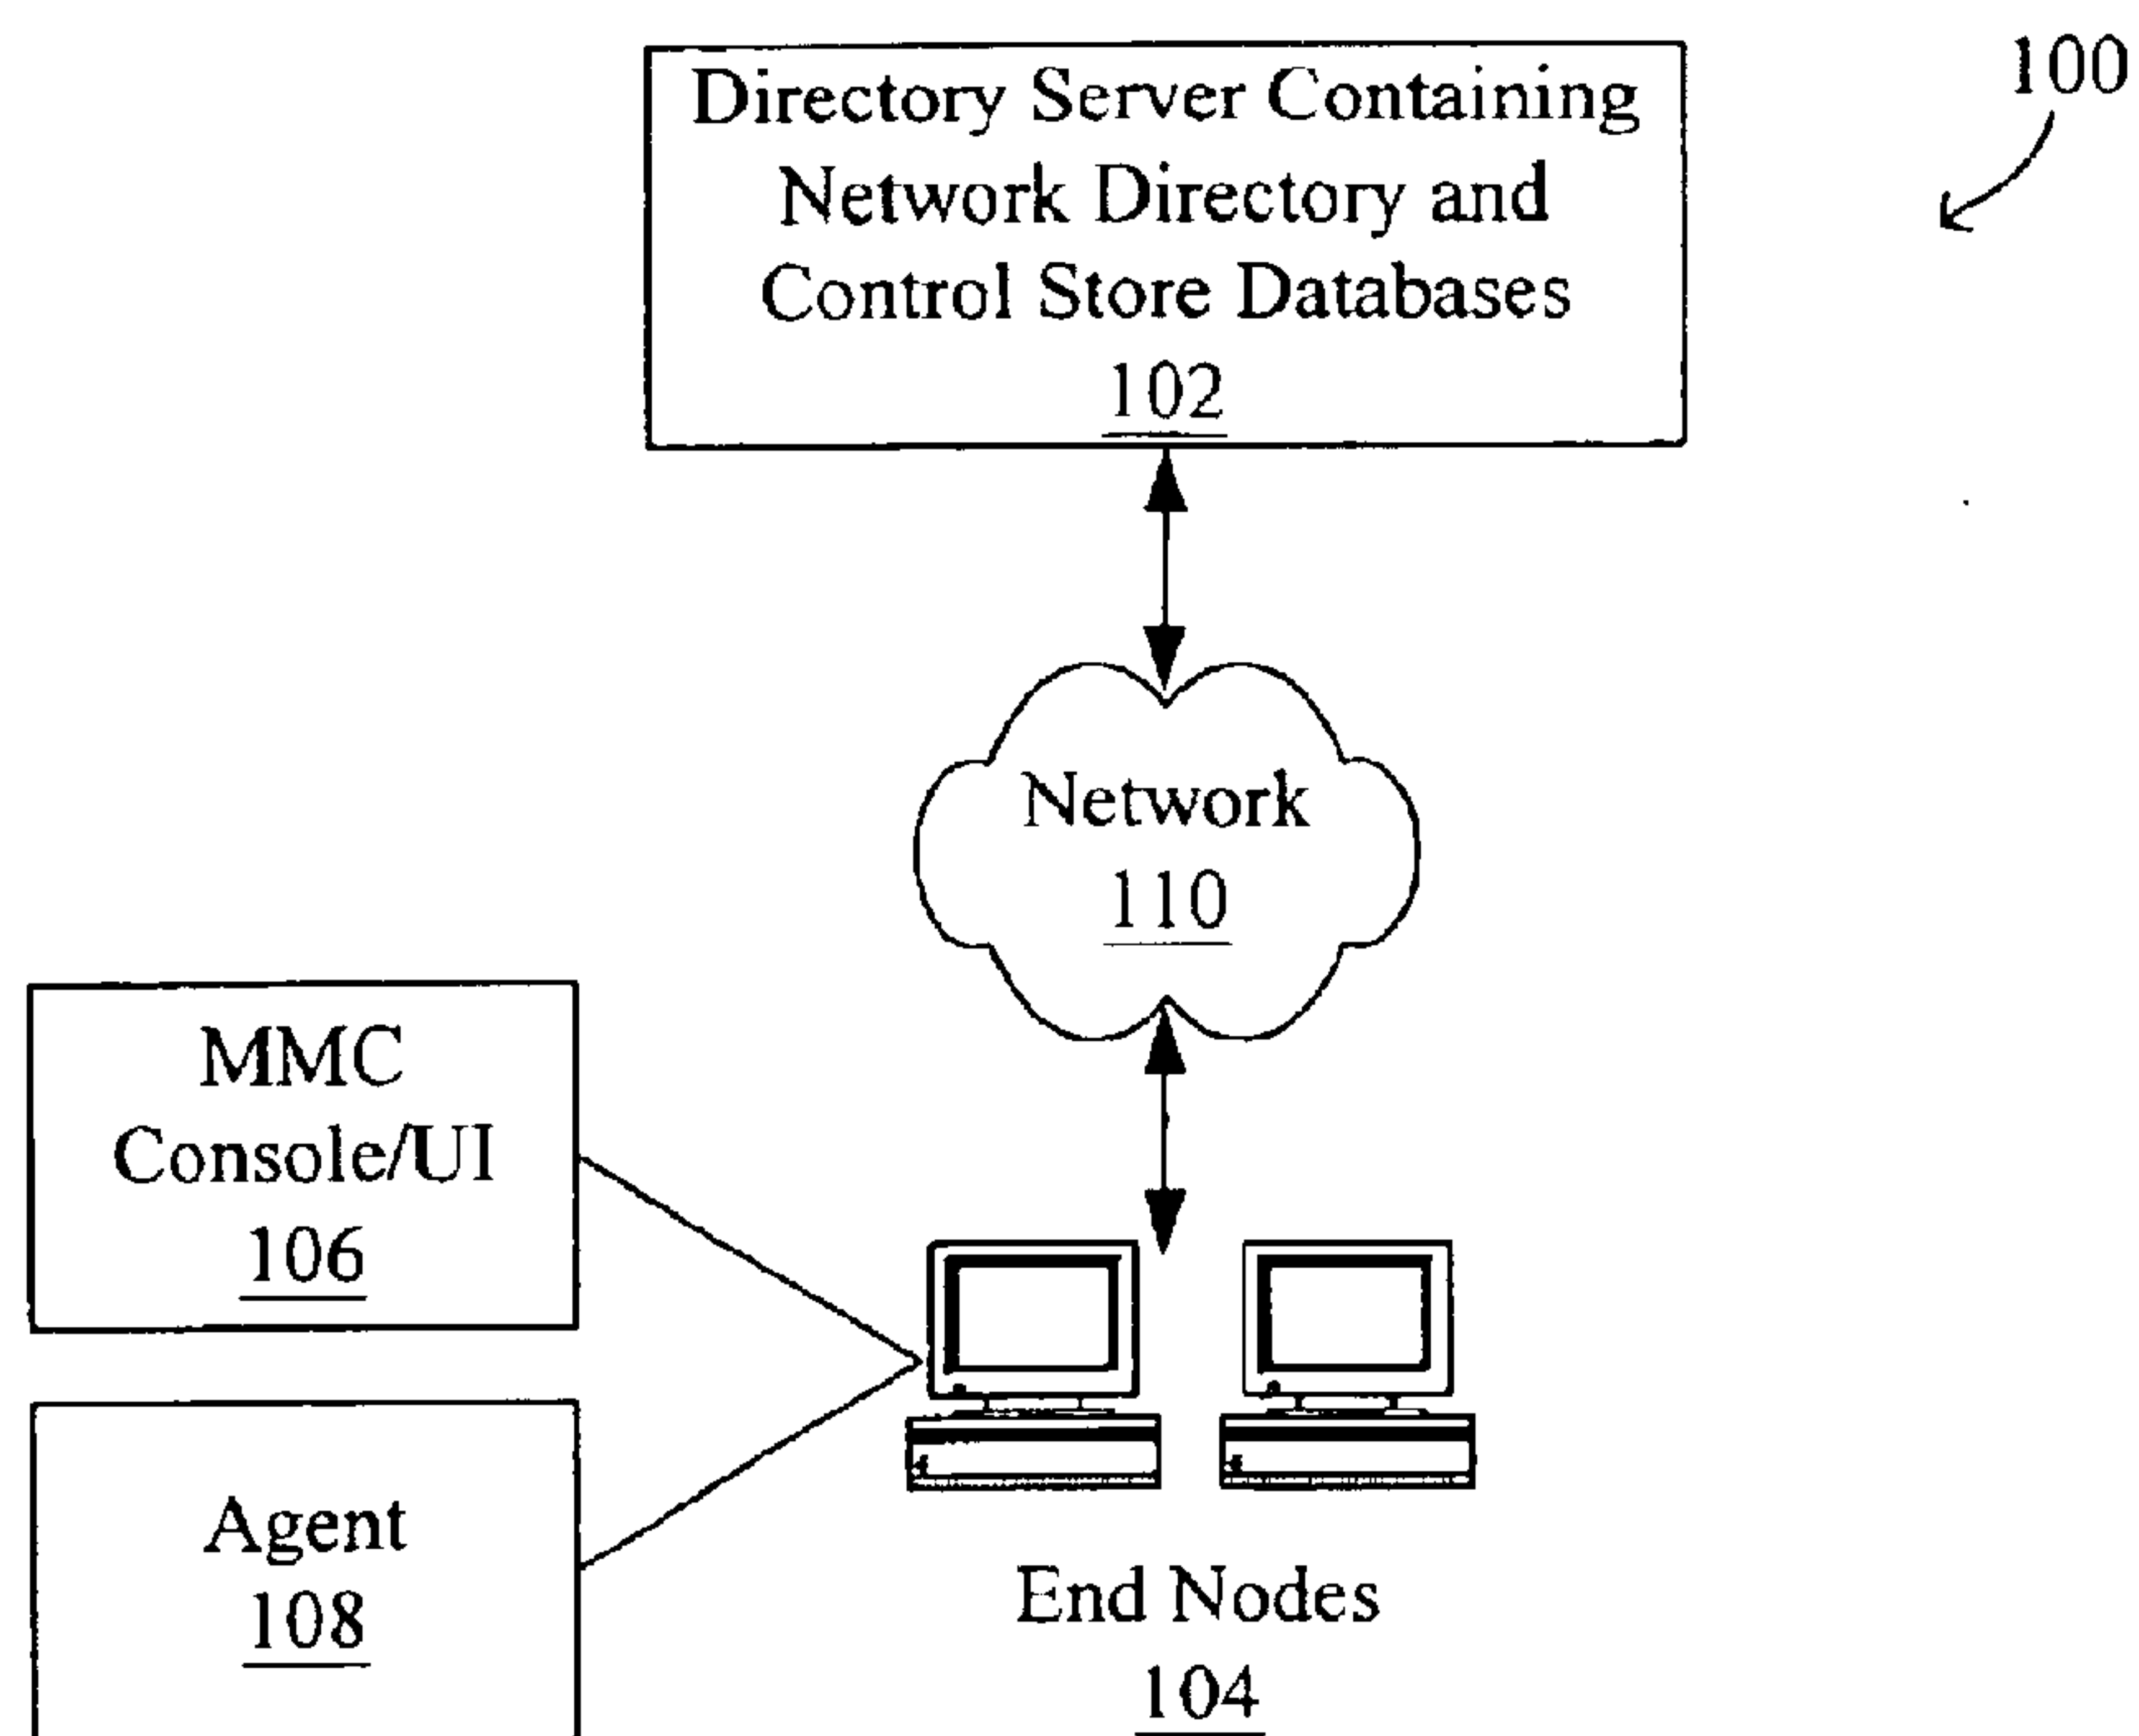 100
Directory Server Containing
Network Directory and
Control Store Databases
102
Network
110
MMC
Console/UI
106
Agent
108
End Nodes
104